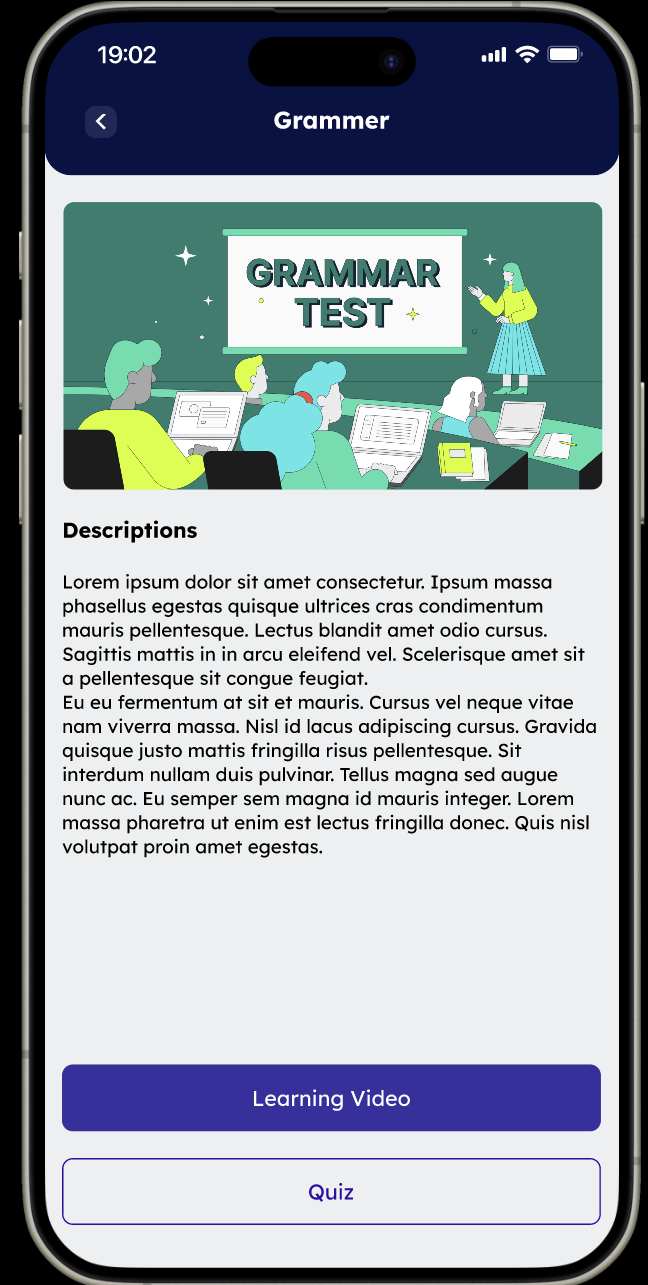 19:02
Grammer
GRAMMAR
TEST
Descriptions
Lorem ipsum dolor sit amet consectetur. Ipsum massa
phasellus egestas quisque ultrices cras condimentum
mauris pellentesque. Lectus blandit amet odio cursus.
Sagittis mattis in in arcu eleifend vel. Scelerisque amet sit
a pellentesque sit congue feugiat.
Eu eu fermentum at sit et mauris. Cursus vel neque vitae
nam viverra massa. Nisl id lacus adipiscing cursus. Gravida
quisque justo mattis fringilla risus pellentesque. Sit
interdum nullam duis pulvinar. Tellus magna sed augue
nunc ac. Eu semper sem magna id mauris integer. Lorem
massa pharetra ut enim est lectus fringilla donec. Quis nisl
volutpat proin amet egestas.
Learning Video
Quiz